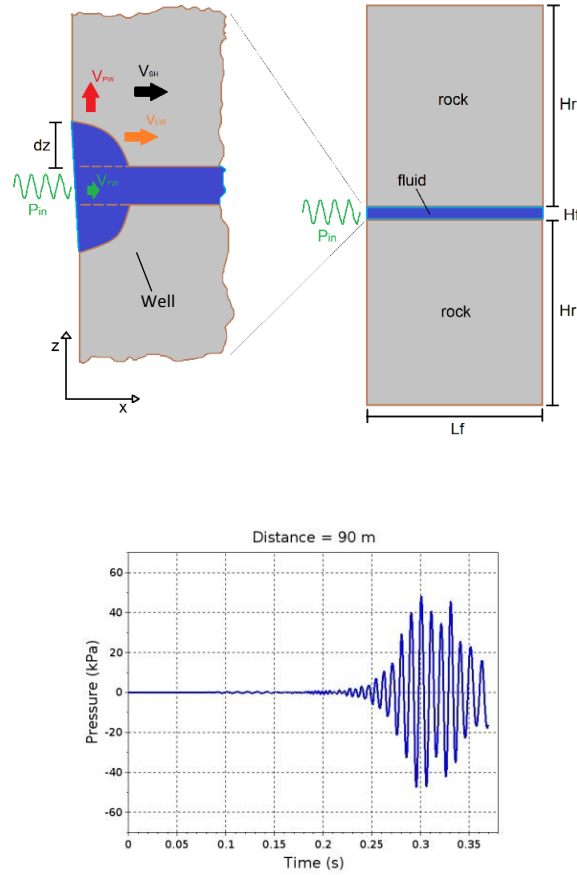 V_PW
V_SH
dz
V_LW
V_FW
P_in
Well
z
x
rock
Hr
fluid
P_in
Hf
rock
Hr
Lf
Distance = 90 m
Pressure (kPa)
60
40
20
0
-20
-40
-60
0
0.05
0.1
0.15
0.2
0.25
0.3
0.35
Time (s)